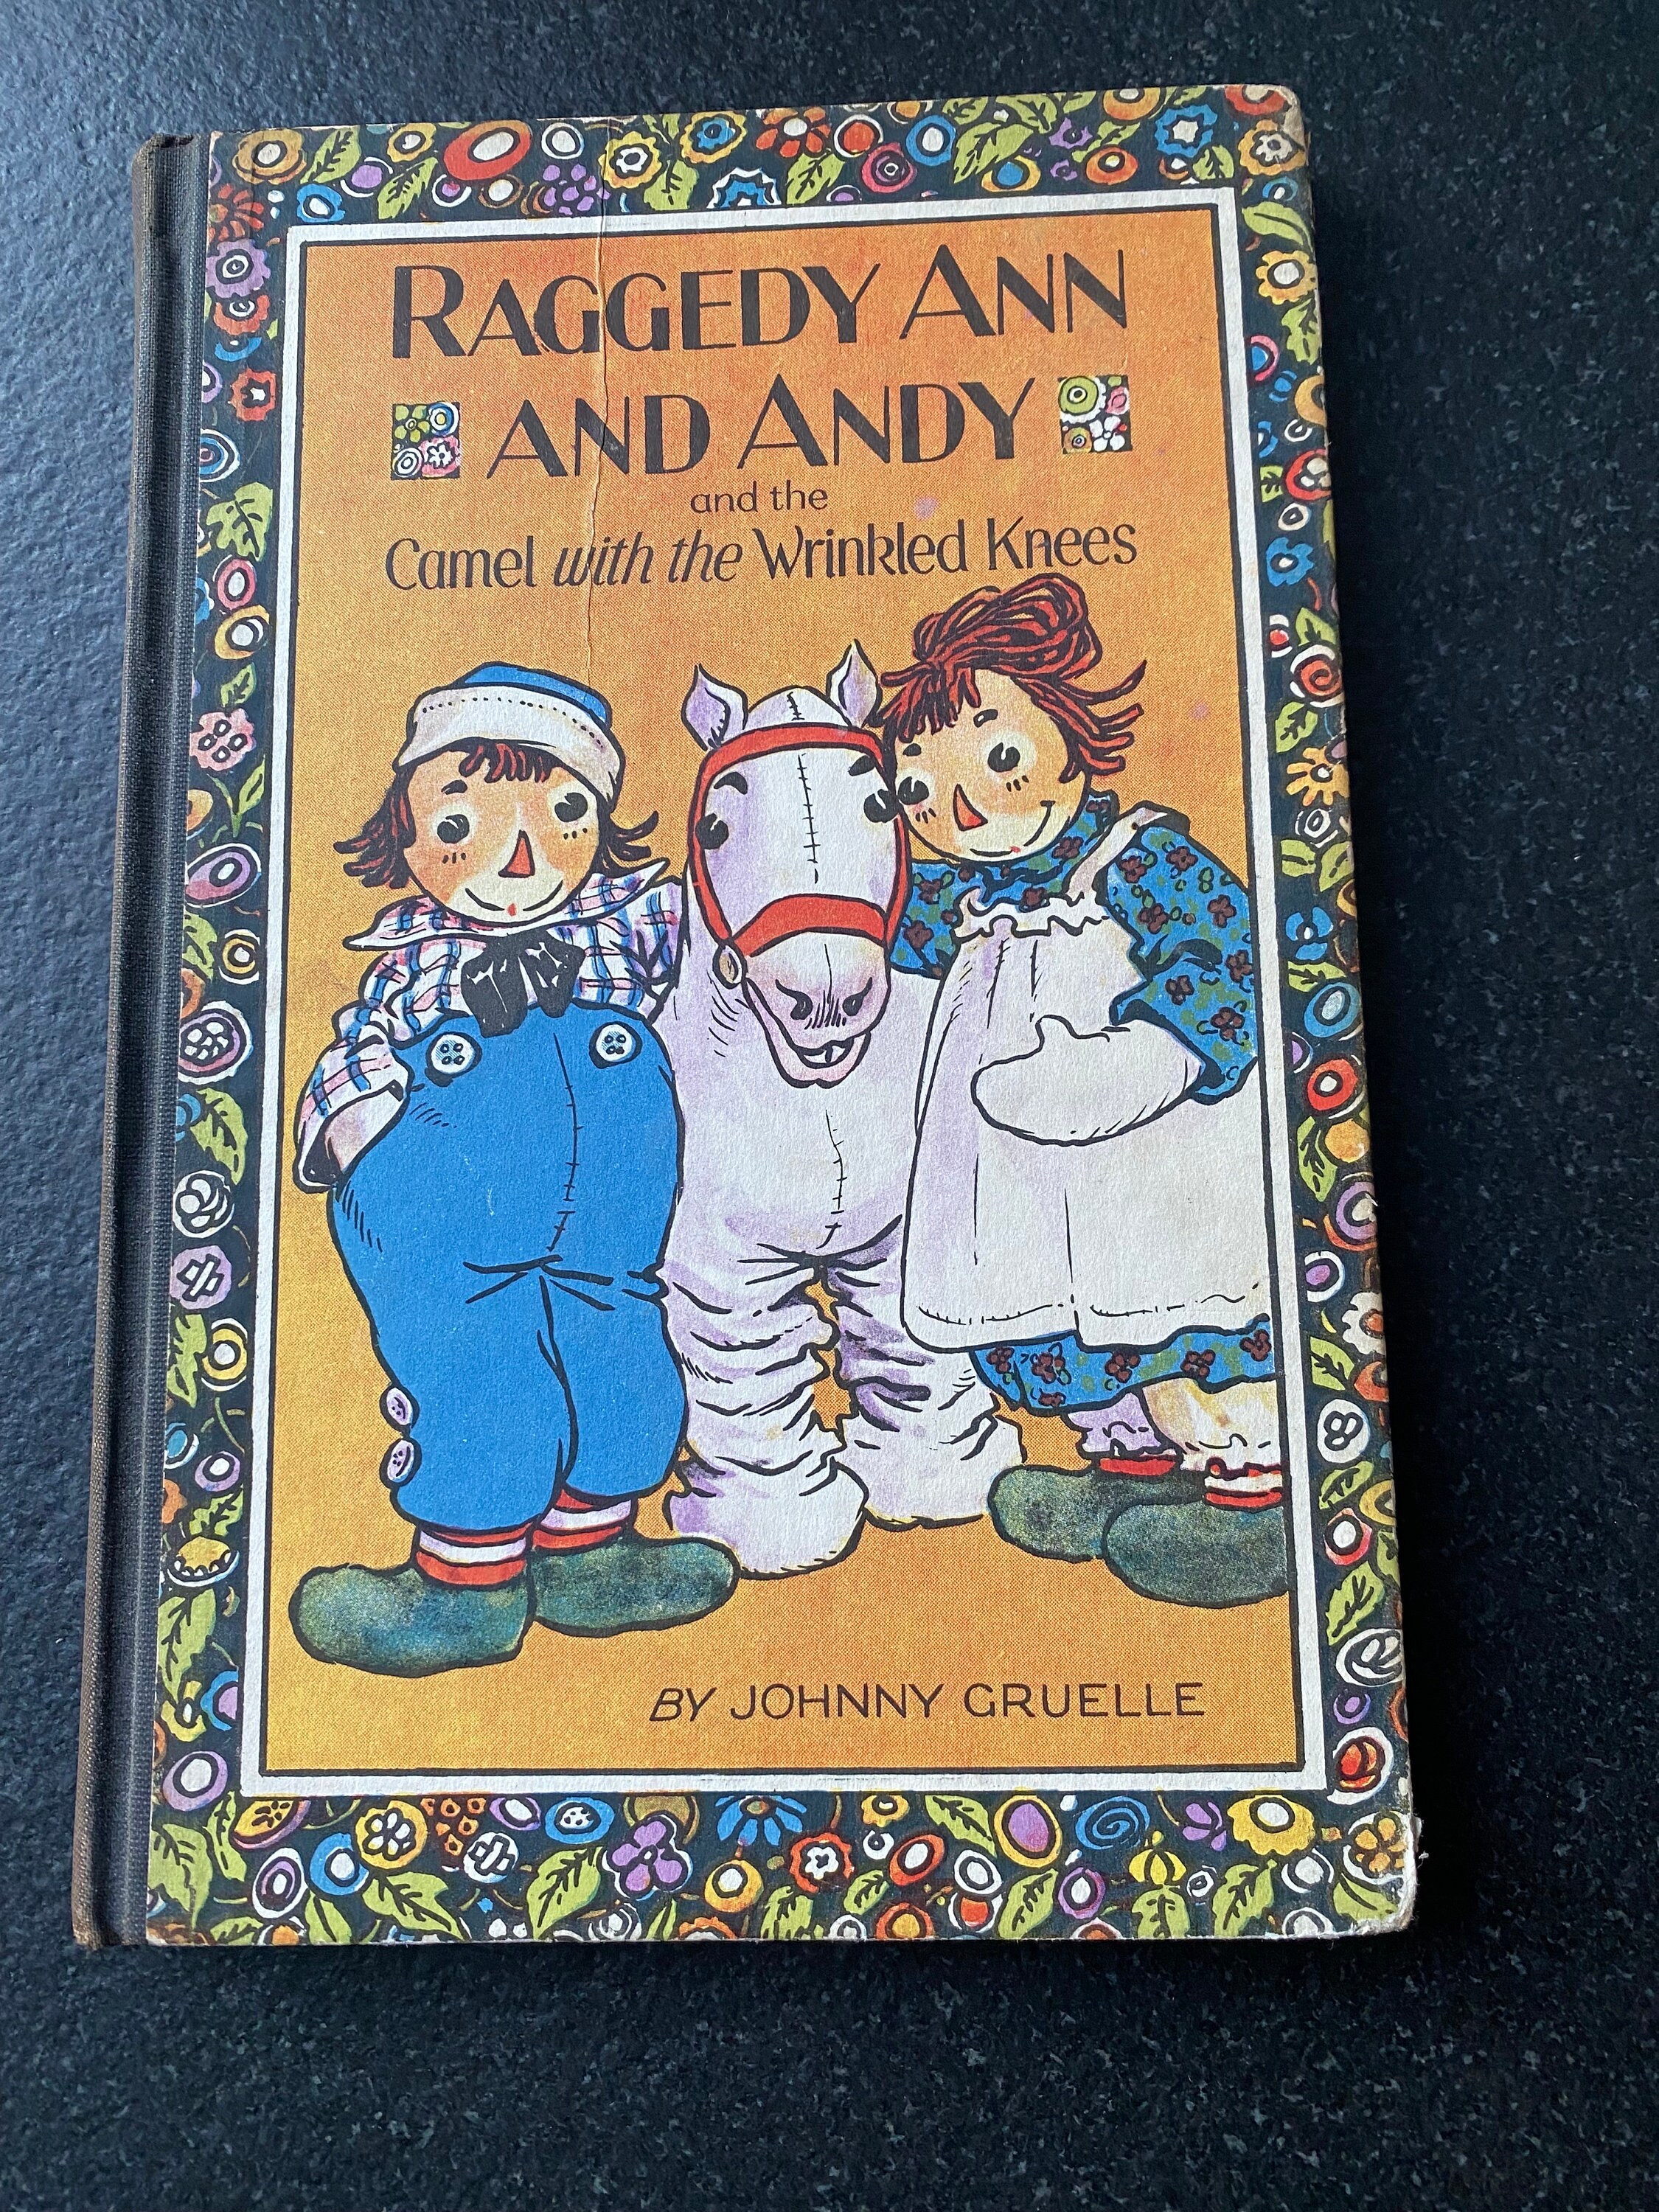 RAGGEDY ANN
AND ANDY
and the
Camel with the Wrinkled Knees
BY JOHNNY GRUELLE